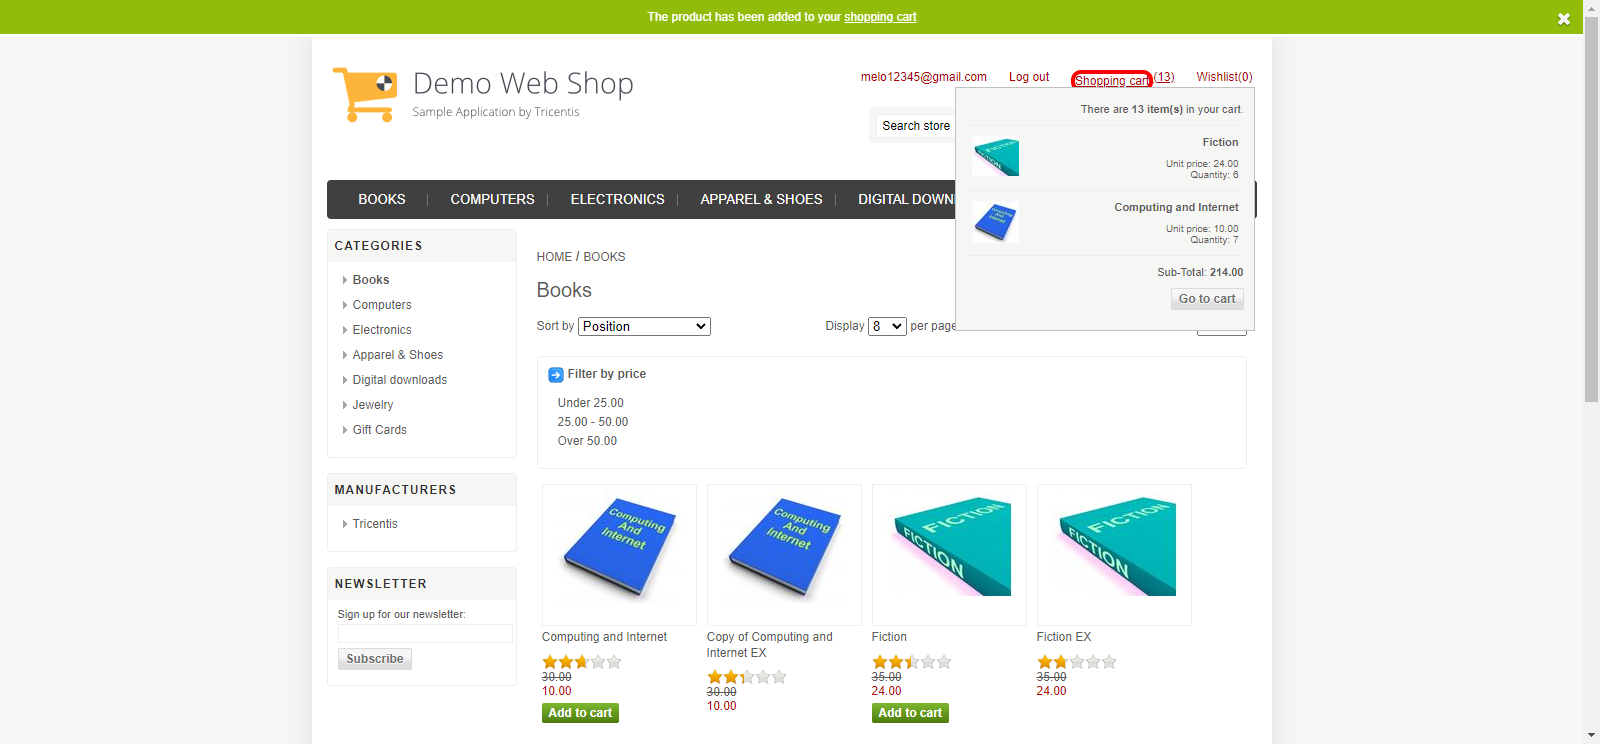 The product has been added to your shopping cart
Demo Web Shop
Sample Application by Tricentis
melo12345@gmail.com Log out Shopping cart (13) Wishlist(0)
Search store
There are 13 item(s) in your cart.
FICTION
FICTION
Fiction
Unit price: 24.00
Quantity: 6
Computing
And
Internet
Computing and Internet
Unit price: 10.00
Quantity: 7
Sub-Total: 214.00
Go to cart
BOOKS COMPUTERS ELECTRONICS APPAREL & SHOES DIGITAL DOWN
CATEGORIES
Books
Computers
Electronics
Apparel & Shoes
Digital downloads
Jewelry
Gift Cards
MANUFACTURERS
Tricentis
NEWSLETTER
Sign up for our newsletter:
Subscribe
HOME / BOOKS
Books
Sort by Position Display 8 per page
Filter by price
Under 25.00
25.00 - 50.00
Over 50.00
Computing
And
Internet
Computing and Internet
30.00
10.00
Add to cart
Computing
And
Internet
Copy of Computing and
Internet EX
30.00
10.00
FICTION
FICTION
Fiction
35.00
24.00
Add to cart
FICTION
FICTION
Fiction EX
35.00
24.00